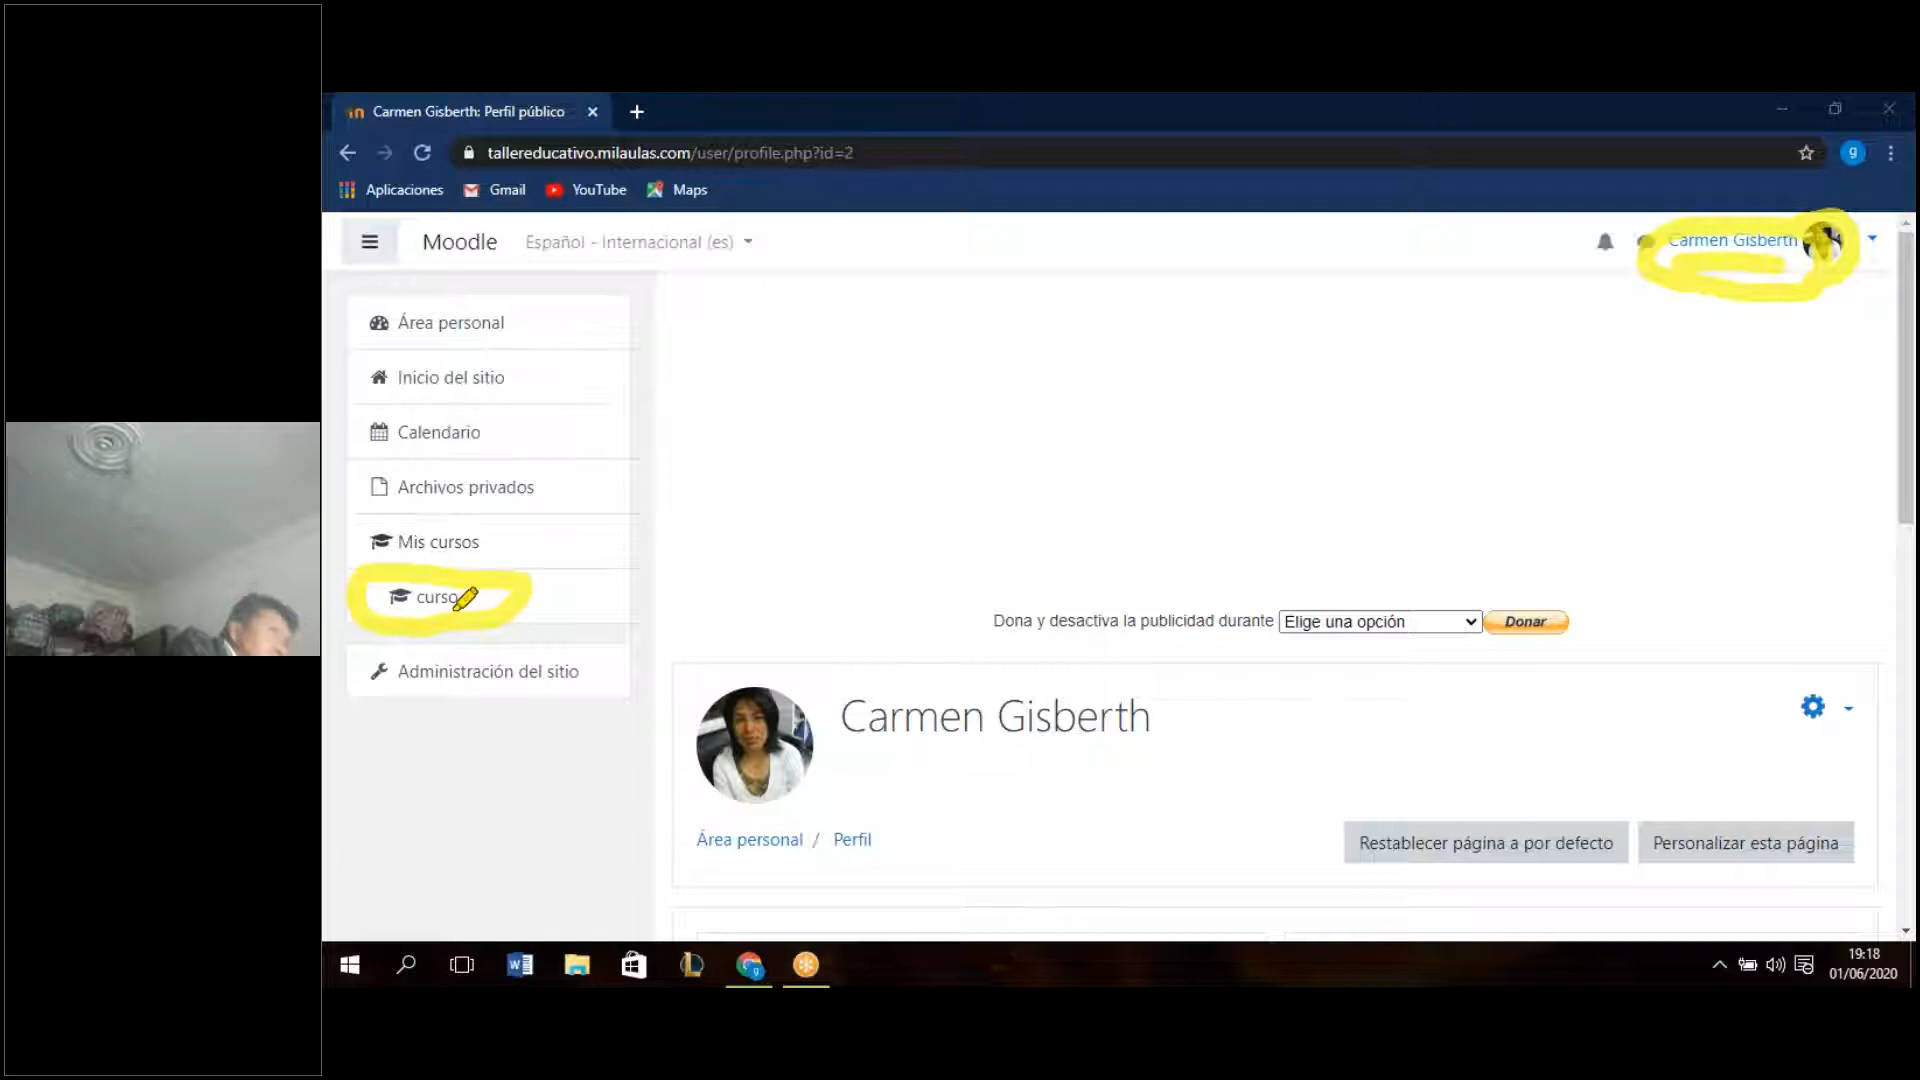 Carmen Gisberth: Perfil público
tallereducativo.milaulas.com/user/profile.php?id=2
g
Aplicaciones Gmail YouTube Maps
Moodle Español - Internacional (es) Carmen Gisberth
Área personal
Inicio del sitio
Calendario
Archivos privados
Mis cursos
curso
Administración del sitio
Dona y desactiva la publicidad durante Elige una opción Donar
Carmen Gisberth
Área personal / Perfil
Restablecer página a por defecto Personalizar esta página
19:18
01/06/2020